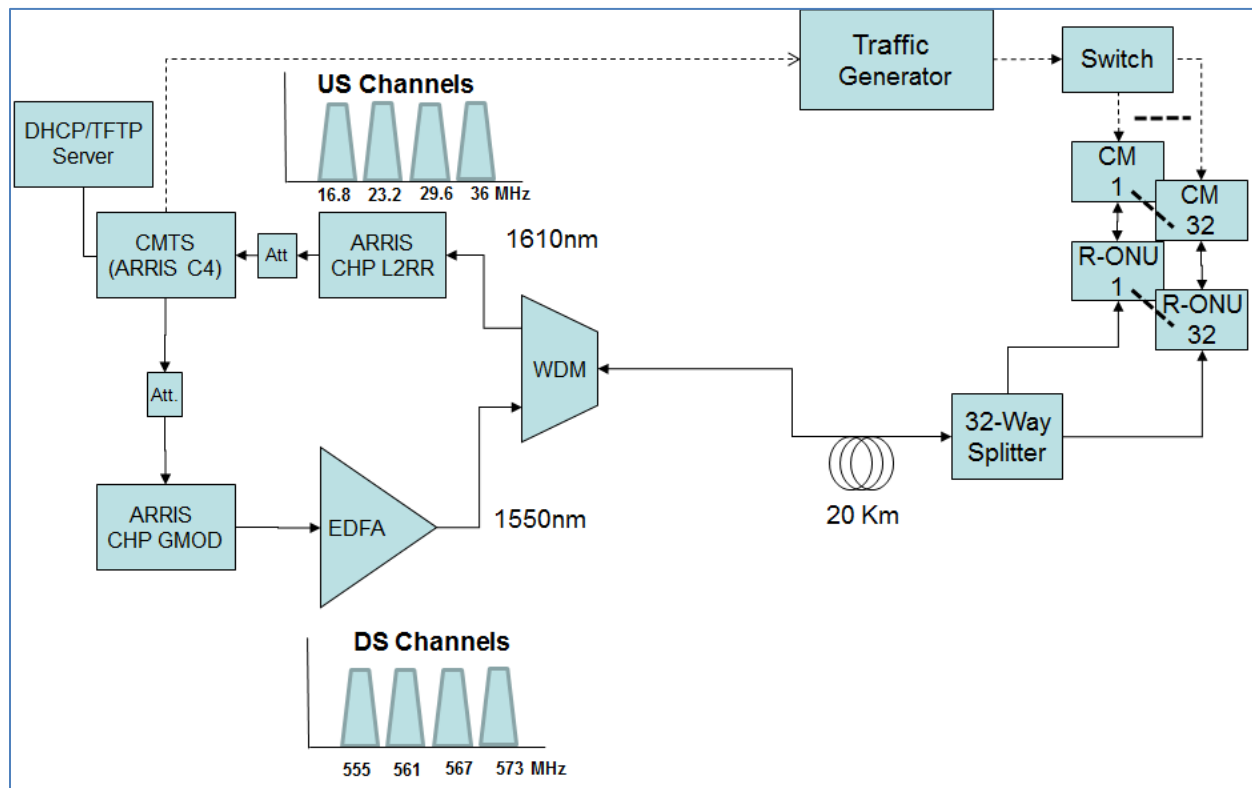 Traffic
Generator
Switch
US Channels
16.8 23.2 29.6 36 MHz
DHCP/TFTP
Server
CM
1
CM
32
CMTS
(ARRIS C4)
Att
ARRIS
CHP L2RR
1610nm
R-ONU
1
R-ONU
32
WDM
Att.
32-Way
Splitter
20 Km
ARRIS
CHP GMOD
EDFA
1550nm
DS Channels
555 561 567 573 MHz